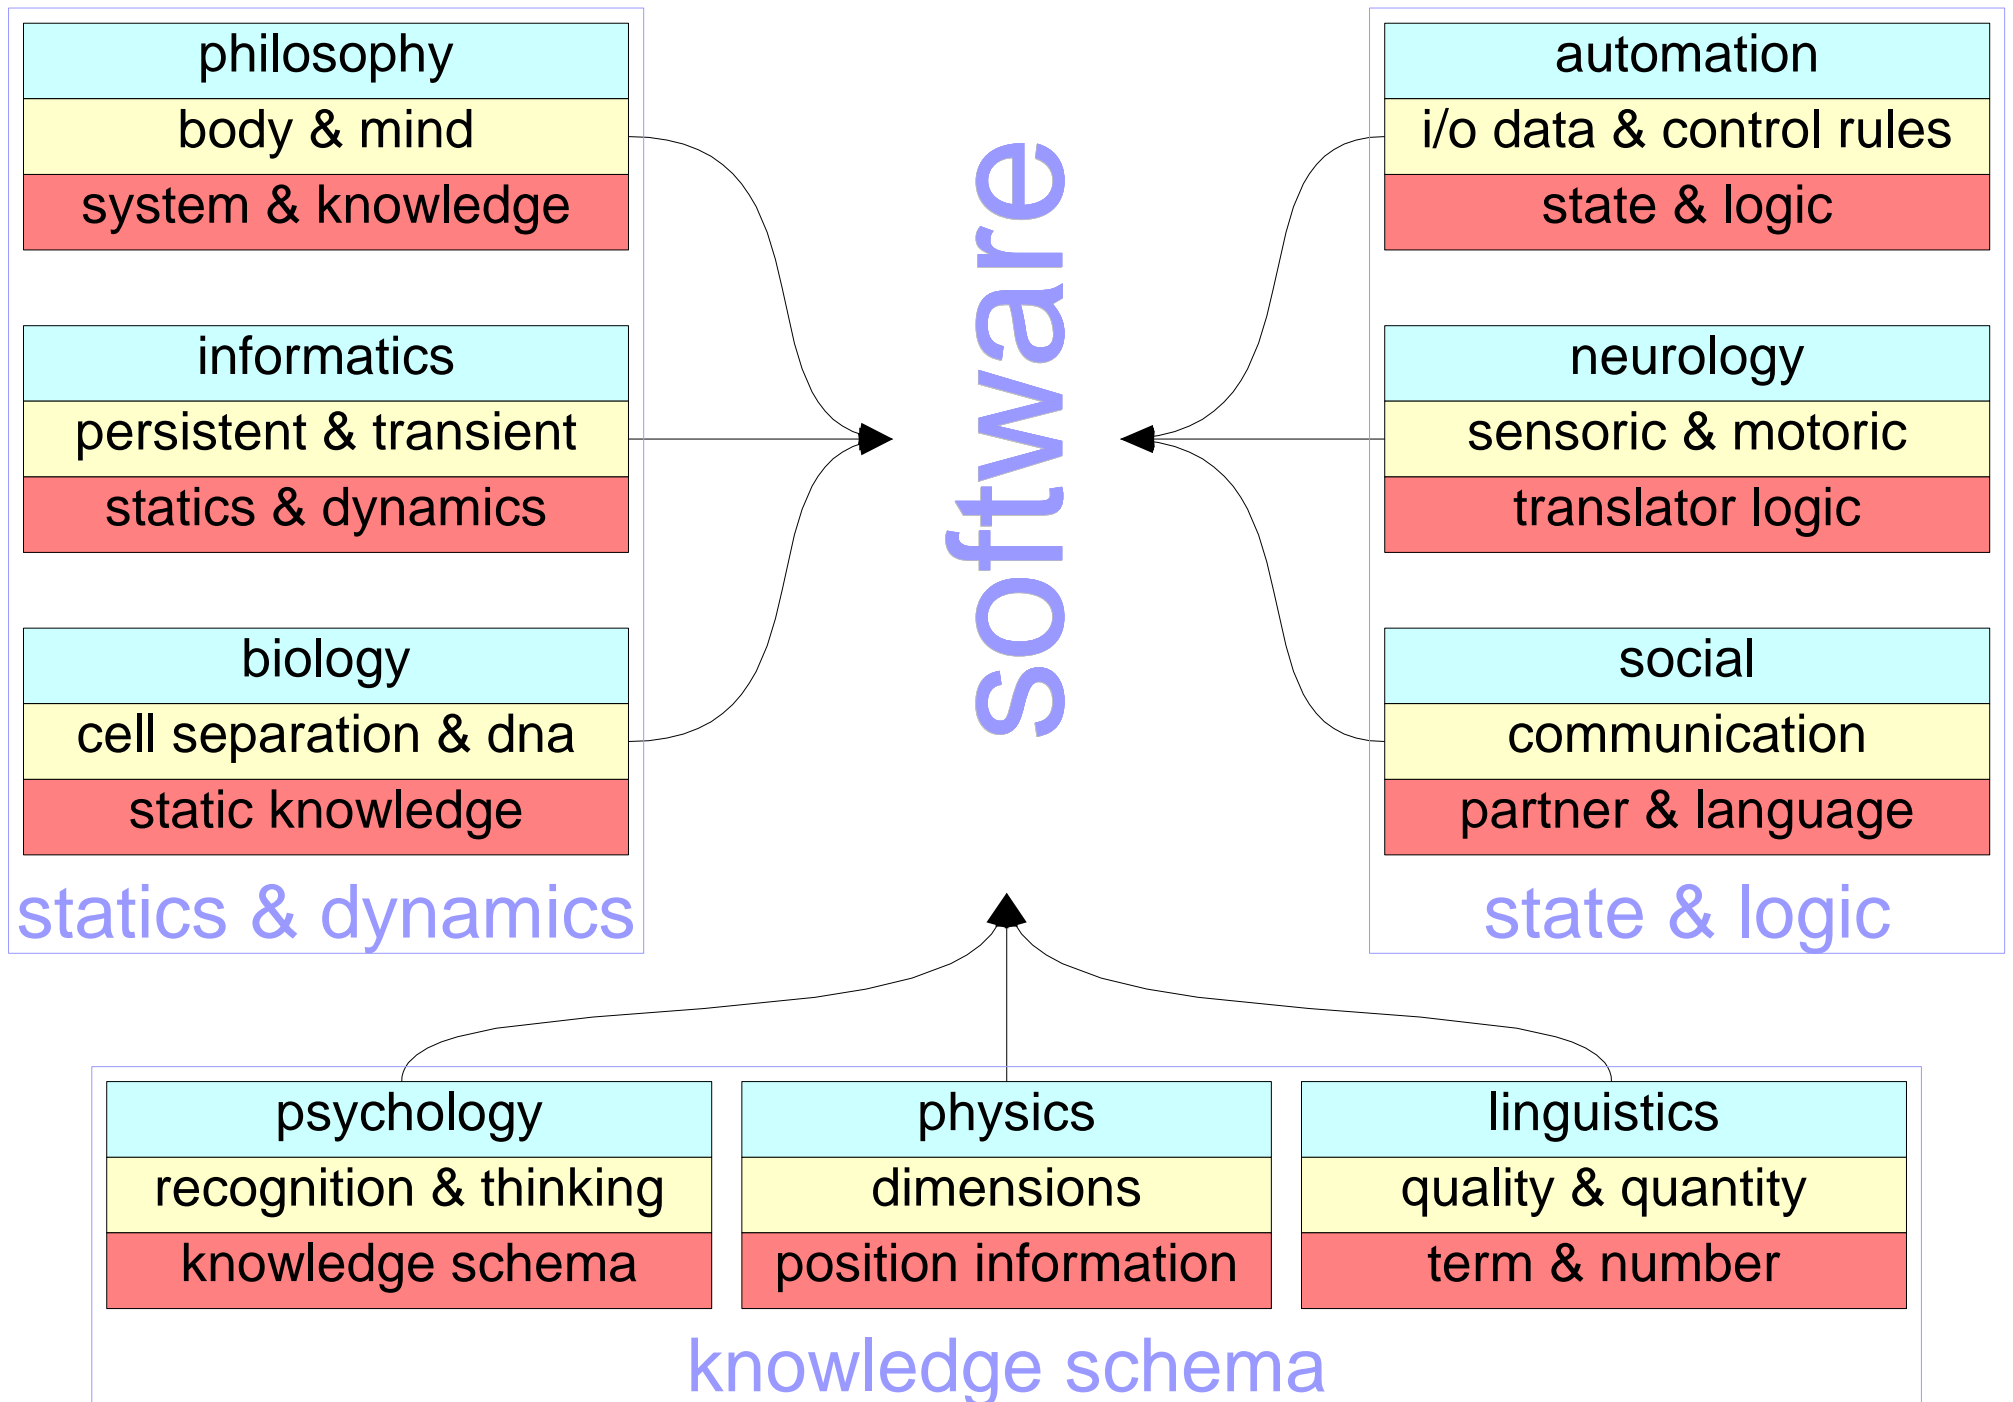 philosophy
body & mind
system & knowledge
informatics
persistent & transient
statics & dynamics
biology
cell separation & dna
static knowledge
statics & dynamics
software
automation
i/o data & control rules
state & logic
neurology
sensoric & motoric
translator logic
social
communication
partner & language
state & logic
psychology
recognition & thinking
knowledge schema
physics
dimensions
position information
linguistics
quality & quantity
term & number
knowledge schema